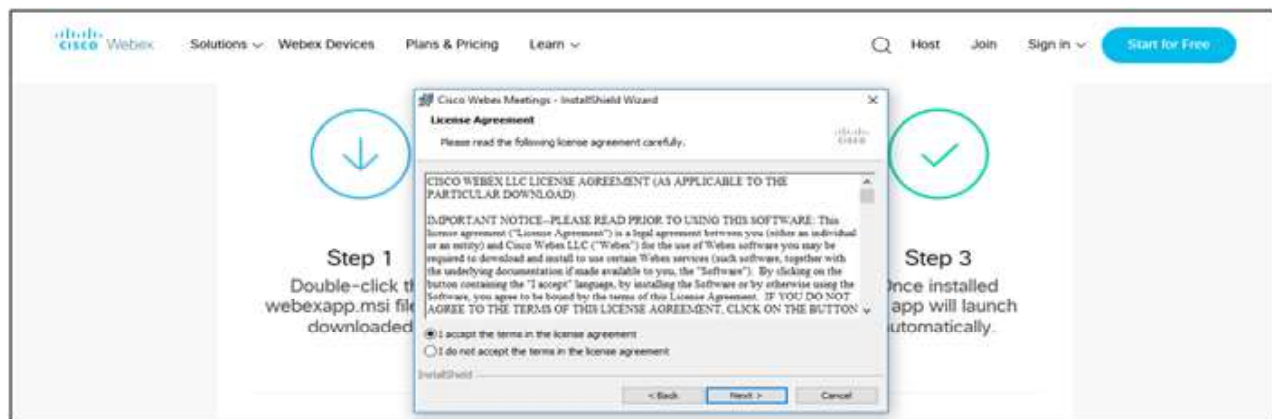 CISCO Webex Solutions Webex Devices Plans & Pricing Learn Host Join Sign in Start for Free
Cisco Webex Meetings - InstallShield Wizard
License Agreement
Please read the following license agreement carefully.
CISCO
CISCO WEBEX LLC LICENSE AGREEMENT (AS APPLICABLE TO THE
PARTICULAR DOWNLOAD)
IMPORTANT NOTICE--PLEASE READ PRIOR TO USING THIS SOFTWARE: This
license agreement ("License Agreement") is a legal agreement between you (either an individual
or an entity) and Cisco Webex LLC ("Webex") for the use of Webex software you may be
required to download and install to use certain Webex services (such software, together with
the underlying documentation if made available to you, the "Software"). By clicking on the
button containing the "I accept" language, by installing the Software or by otherwise using the
Software, you agree to be bound by the terms of this License Agreement. IF YOU DO NOT
AGREE TO THE TERMS OF THIS LICENSE AGREEMENT, CLICK ON THE BUTTON
I accept the terms in the license agreement
I do not accept the terms in the license agreement
InstallShield
< Back Next > Cancel
Step 1
Double-click th
webexapp.msi file
downloaded
Step 3
Once installed
app will launch
automatically.